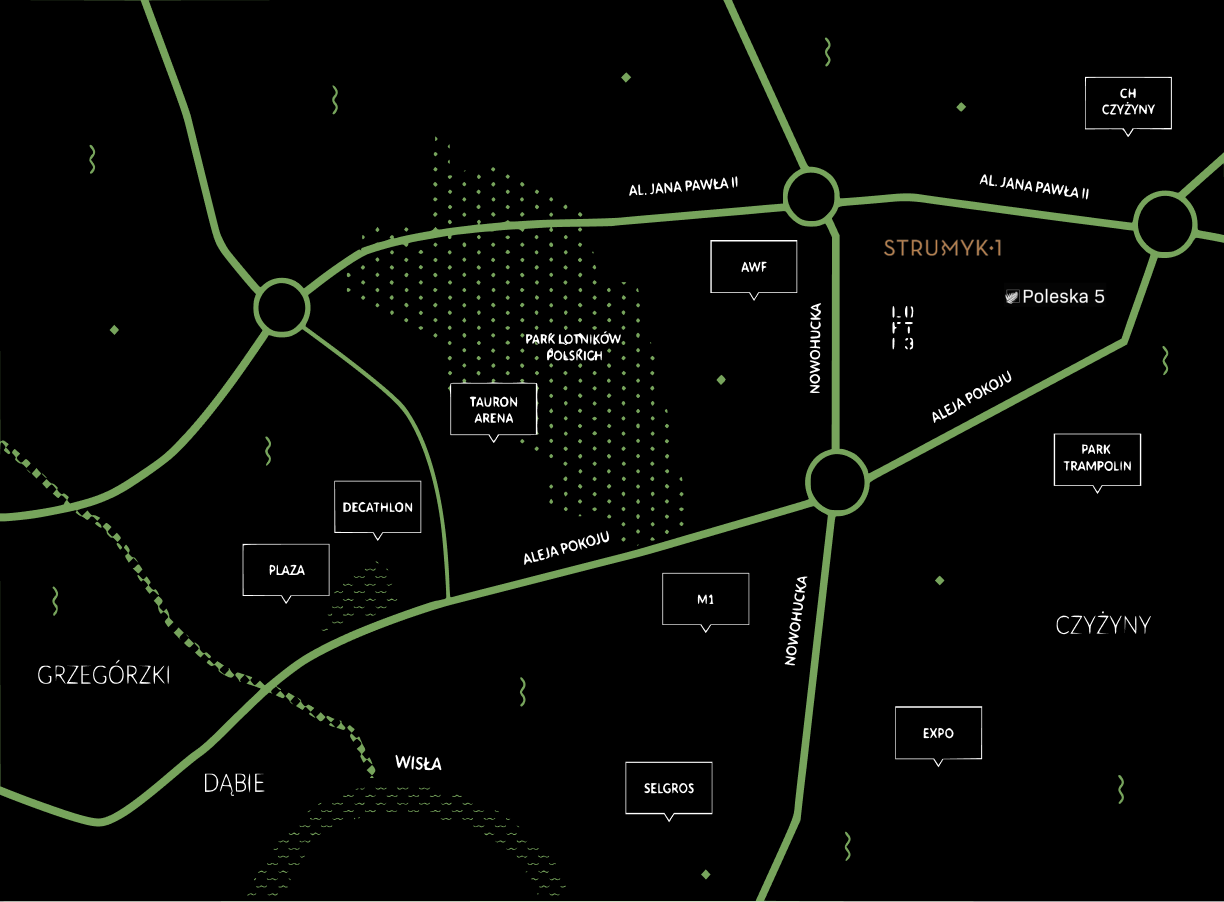 CH
CZYŻYNY
AL. JANA PAWŁA II
AL. JANA PAWŁA II
STRUMYK·1
AWF
Poleska 5
LO
FT
13
NOWOHUCKA
PARK LOTNIKÓW
POLSKICH
TAURON
ARENA
ALEJA POKOJU
PARK
TRAMPOLIN
DECATHLON
ALEJA POKOJU
PLAZA
M1
NOWOHUCKA
CZYŻYNY
GRZEGÓRZKI
EXPO
WISŁA
DĄBIE
SELGROS